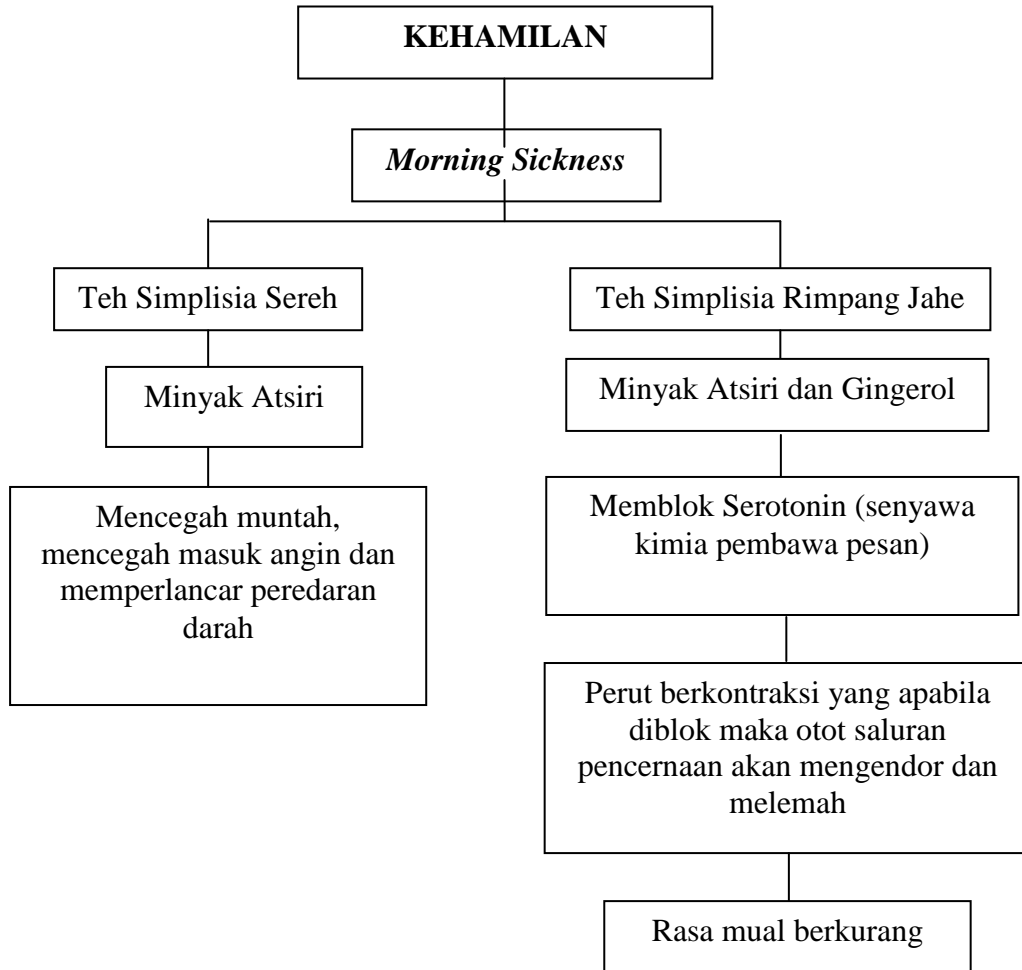 KEHAMILAN
Morning Sickness
Teh Simplisia Sereh
Minyak Atsiri
Mencegah muntah,
mencegah masuk angin dan
memperlancar peredaran
darah
Teh Simplisia Rimpang Jahe
Minyak Atsiri dan Gingerol
Memblok Serotonin (senyawa
kimia pembawa pesan)
Perut berkontraksi yang apabila
diblok maka otot saluran
pencernaan akan mengendor dan
melemah
Rasa mual berkurang